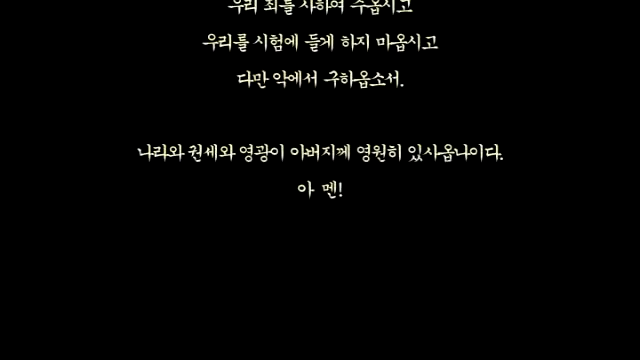 우리 죄를 사하여 주옵시고
우리를 시험에 들게 하지 마옵시고
다만 악에서 구하옵소서.
나라와 권세와 영광이 아버지께 영원히 있사옵나이다.
아 멘!